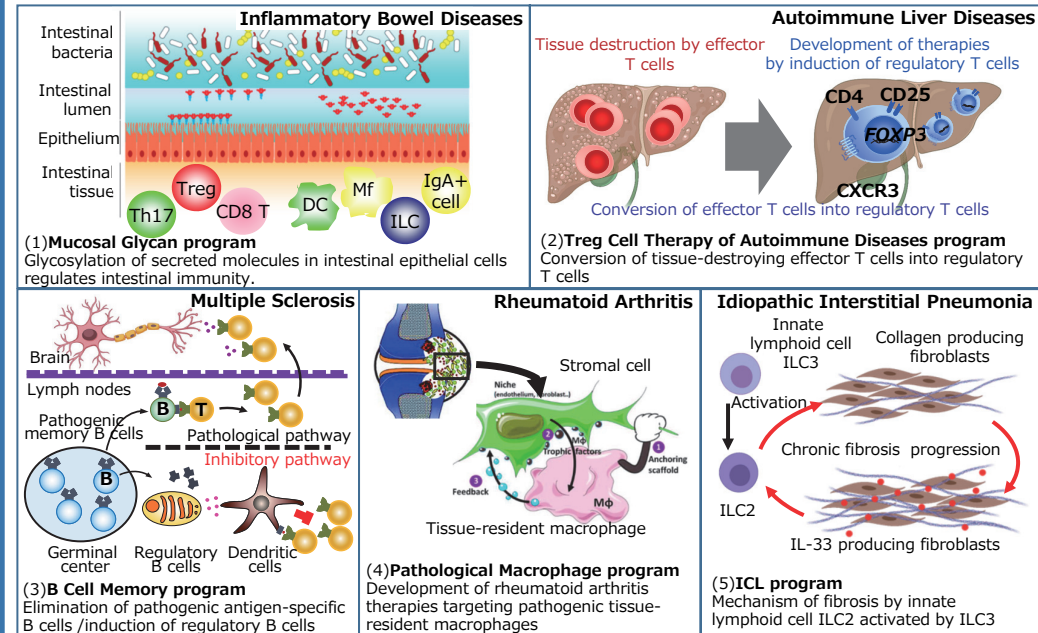 Inflammatory Bowel Diseases
Intestinal
bacteria
Intestinal
lumen
Epithelium
Intestinal
tissue
Th17
Treg
CD8 T
DC
Mf
ILC
IgA+
cell
(1)Mucosal Glycan program
Glycosylation of secreted molecules in intestinal epithelial cells
regulates intestinal immunity.
Autoimmune Liver Diseases
Tissue destruction by effector
T cells
Development of therapies
by induction of regulatory T cells
CD4
CD25
FOXP3
CXCR3
Conversion of effector T cells into regulatory T cells
(2)Treg Cell Therapy of Autoimmune Diseases program
Conversion of tissue-destroying effector T cells into regulatory
T cells
Multiple Sclerosis
Brain
Lymph nodes
Pathogenic
memory B cells
B
T
Pathological pathway
Inhibitory pathway
B
Germinal
center
Regulatory
B cells
Dendritic
cells
(3)B Cell Memory program
Elimination of pathogenic antigen-specific
B cells /induction of regulatory B cells
Rheumatoid Arthritis
Stromal cell
Niche
(endothelium, fibroblast..)
2
Mφ
Trophic factors
1
Anchoring
scaffold
3
Feedback
Mφ
Tissue-resident macrophage
(4)Pathological Macrophage program
Development of rheumatoid arthritis
therapies targeting pathogenic tissue-
resident macrophages
Idiopathic Interstitial Pneumonia
Innate
lymphoid cell
ILC3
Collagen producing
fibroblasts
Activation
Chronic fibrosis progression
ILC2
IL-33 producing fibroblasts
(5)ICL program
Mechanism of fibrosis by innate
lymphoid cell ILC2 activated by ILC3